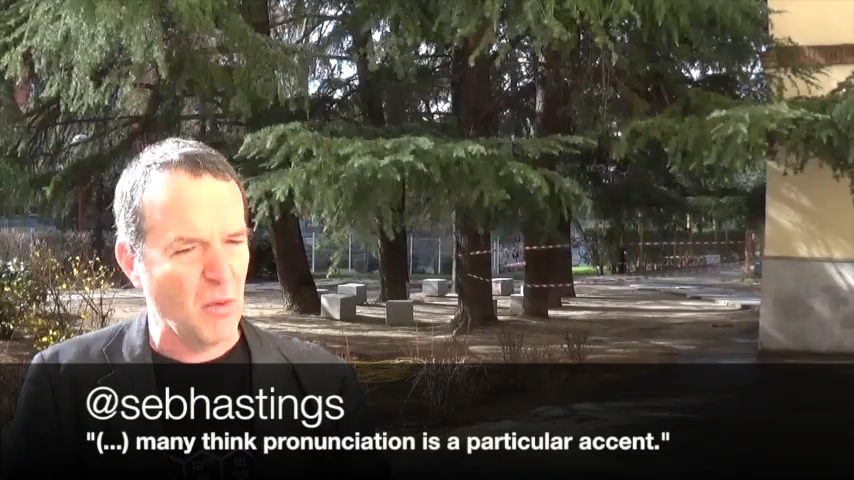 @sebhastings
"(...) many think pronunciation is a particular accent."